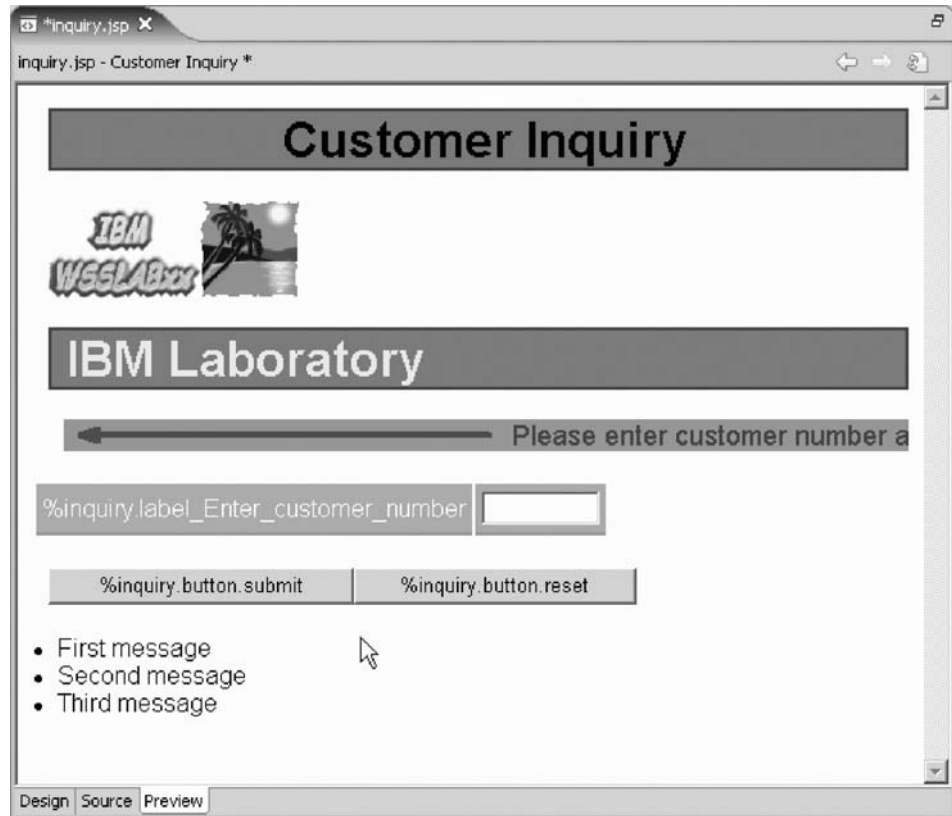 *inquiry.jsp
inquiry.jsp - Customer Inquiry *
Customer Inquiry
IBM
WSSLABxx
IBM Laboratory
Please enter customer number a
%inquiry.label_Enter_customer_number
%inquiry.button.submit %inquiry.button.reset
• First message
• Second message
• Third message
Design Source Preview